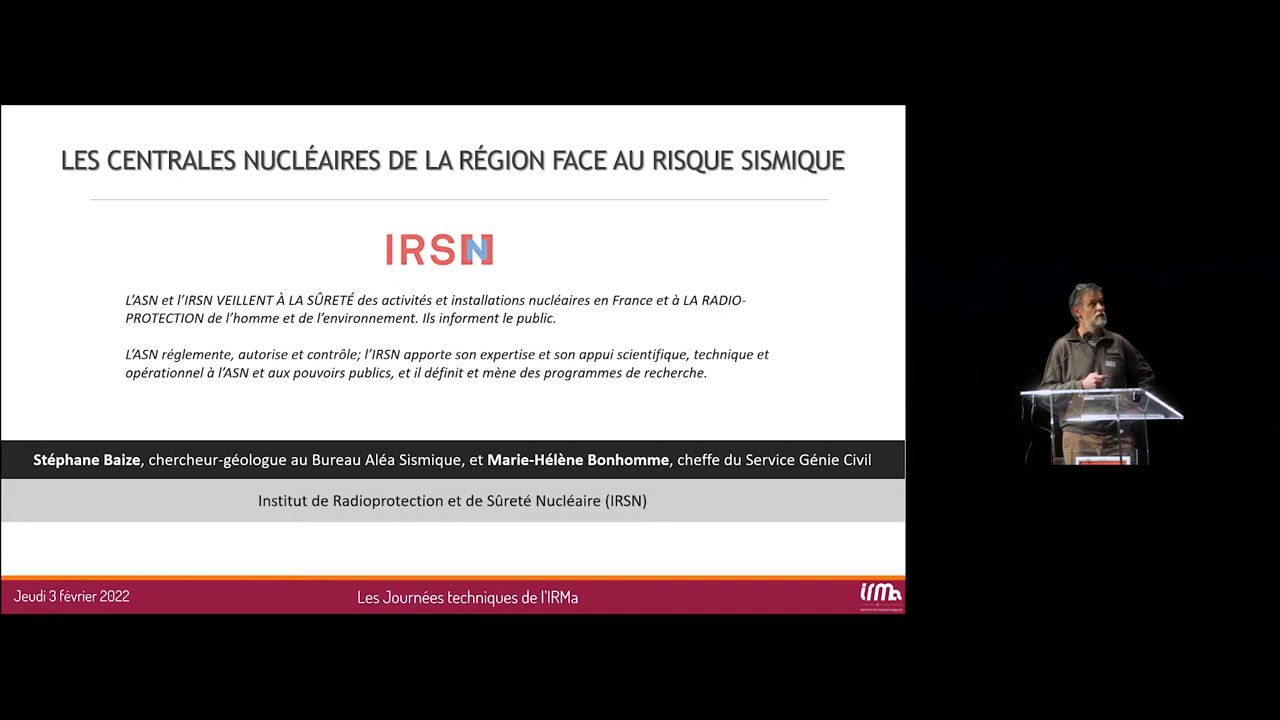 LES CENTRALES NUCLÉAIRES DE LA RÉGION FACE AU RISQUE SISMIQUE
IRSN
L'ASN et l'IRSN VEILLENT À LA SÛRETÉ des activités et installations nucléaires en France et à LA RADIO-
PROTECTION de l'homme et de l'environnement. Ils informent le public.
L'ASN réglemente, autorise et contrôle; l'IRSN apporte son expertise et son appui scientifique, technique et
opérationnel à l'ASN et aux pouvoirs publics, et il définit et mène des programmes de recherche.
Stéphane Baize, chercheur-géologue au Bureau Aléa Sismique, et Marie-Hélène Bonhomme, cheffe du Service Génie Civil
Institut de Radioprotection et de Sûreté Nucléaire (IRSN)
Jeudi 3 février 2022
Les Journées techniques de l'IRMa
irma